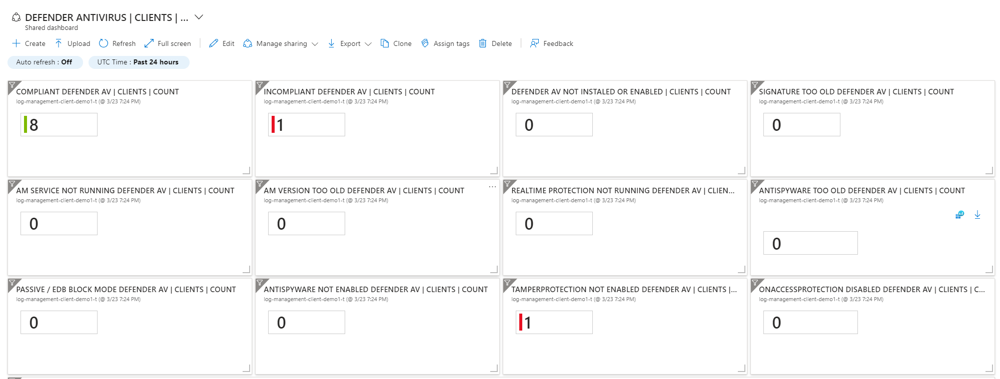 DEFENDER ANTIVIRUS | CLIENTS | ...
Shared dashboard
Create Upload Refresh Full screen Edit Manage sharing Export Clone Assign tags Delete Feedback
Auto refresh : Off UTC Time : Past 24 hours
COMPLIANT DEFENDER AV | CLIENTS | COUNT
log-management-client-demo1-t (@ 3/23 7:24 PM)
8
INCOMPLIANT DEFENDER AV | CLIENTS | COUNT
log-management-client-demo1-t (@ 3/23 7:24 PM)
1
DEFENDER AV NOT INSTALED OR ENABLED | CLIENTS | COUNT
log-management-client-demo1-t (@ 3/23 7:24 PM)
0
SIGNATURE TOO OLD DEFENDER AV | CLIENTS | COUNT
log-management-client-demo1-t (@ 3/23 7:24 PM)
0
AM SERVICE NOT RUNNING DEFENDER AV | CLIENTS | COUNT
log-management-client-demo1-t (@ 3/23 7:24 PM)
0
AM VERSION TOO OLD DEFENDER AV | CLIENTS | COUNT
log-management-client-demo1-t (@ 3/23 7:24 PM)
0
REALTIME PROTECTION NOT RUNNING DEFENDER AV | CLIEN...
log-management-client-demo1-t (@ 3/23 7:24 PM)
0
ANTISPYWARE TOO OLD DEFENDER AV | CLIENTS | COUNT
log-management-client-demo1-t (@ 3/23 7:24 PM)
0
PASSIVE / EDB BLOCK MODE DEFENDER AV | CLIENTS | COUNT
log-management-client-demo1-t (@ 3/23 7:24 PM)
0
ANTISPYWARE NOT ENABLED DEFENDER AV | CLIENTS | COUNT
log-management-client-demo1-t (@ 3/23 7:24 PM)
0
TAMPERPROTECTION NOT ENABLED DEFENDER AV | CLIENTS |...
log-management-client-demo1-t (@ 3/23 7:24 PM)
1
ONACCESSPROTECTION DISABLED DEFENDER AV | CLIENTS | C...
log-management-client-demo1-t (@ 3/23 7:24 PM)
0